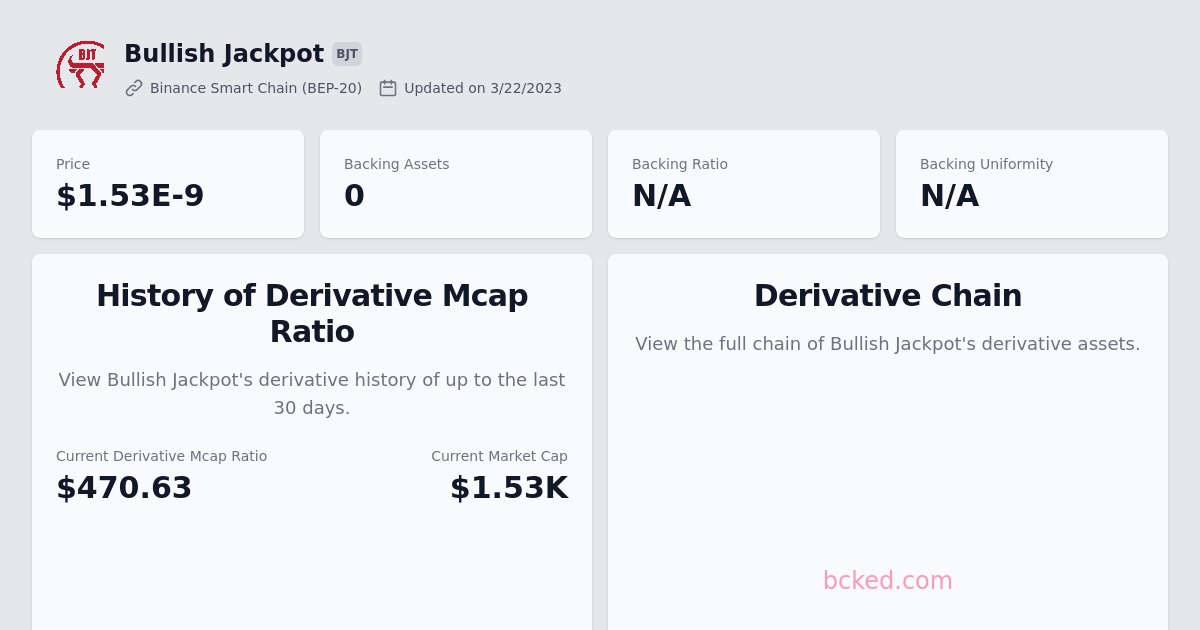 BJT
Bullish Jackpot BJT
Binance Smart Chain (BEP-20) Updated on 3/22/2023
Price
$1.53E-9
Backing Assets
0
Backing Ratio
N/A
Backing Uniformity
N/A
History of Derivative Mcap
Ratio
View Bullish Jackpot's derivative history of up to the last
30 days.
Current Derivative Mcap Ratio
$470.63
Current Market Cap
$1.53K
Derivative Chain
View the full chain of Bullish Jackpot's derivative assets.
bcked.com